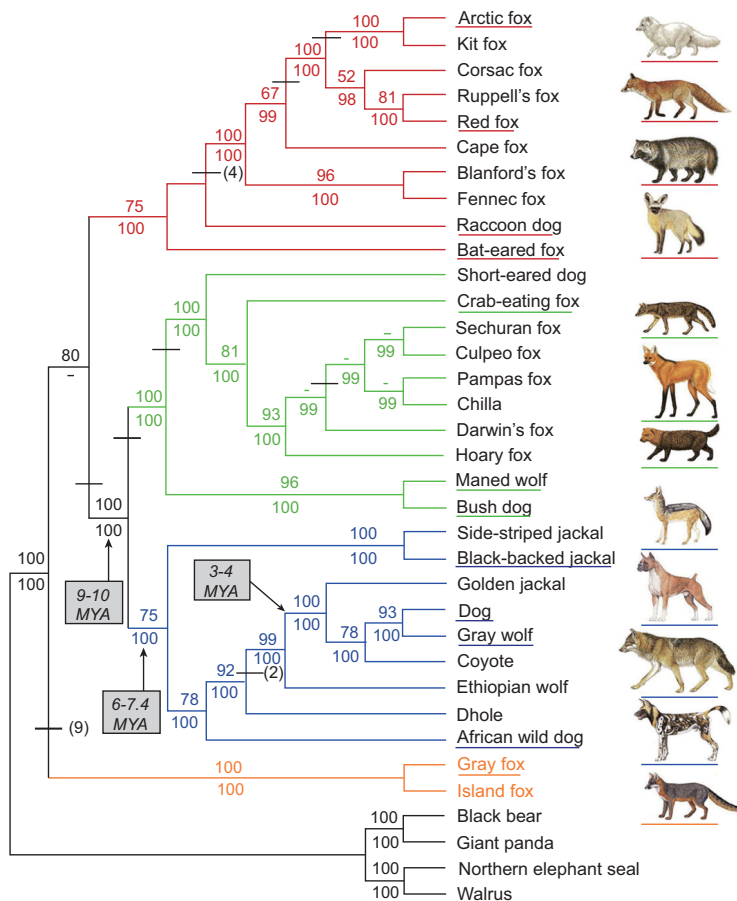 Arctic fox
100
100
Kit fox
100
100
Corsac fox
52
98
Ruppell's fox
81
100
Red fox
67
99
Cape fox
100
100
(4)
Blanford's fox
96
100
Fennec fox
Raccoon dog
75
100
Bat-eared fox
Short-eared dog
100
100
Crab-eating fox
Sechuran fox
–
99
Culpeo fox
–
99
81
100
Pampas fox
–
99
Chilla
–
99
80
–
Darwin's fox
93
100
Hoary fox
100
100
Maned wolf
96
100
Bush dog
100
100
Side-striped jackal
100
100
Black-backed jackal
100
100
3-4
MYA
Golden jackal
100
100
9-10
MYA
Dog
93
100
75
100
Gray wolf
78
100
99
100
Coyote
92
100
(2)
Ethiopian wolf
6-7.4
MYA
78
100
Dhole
(9)
African wild dog
Gray fox
100
100
Island fox
Black bear
100
100
Giant panda
Northern elephant seal
100
100
Walrus